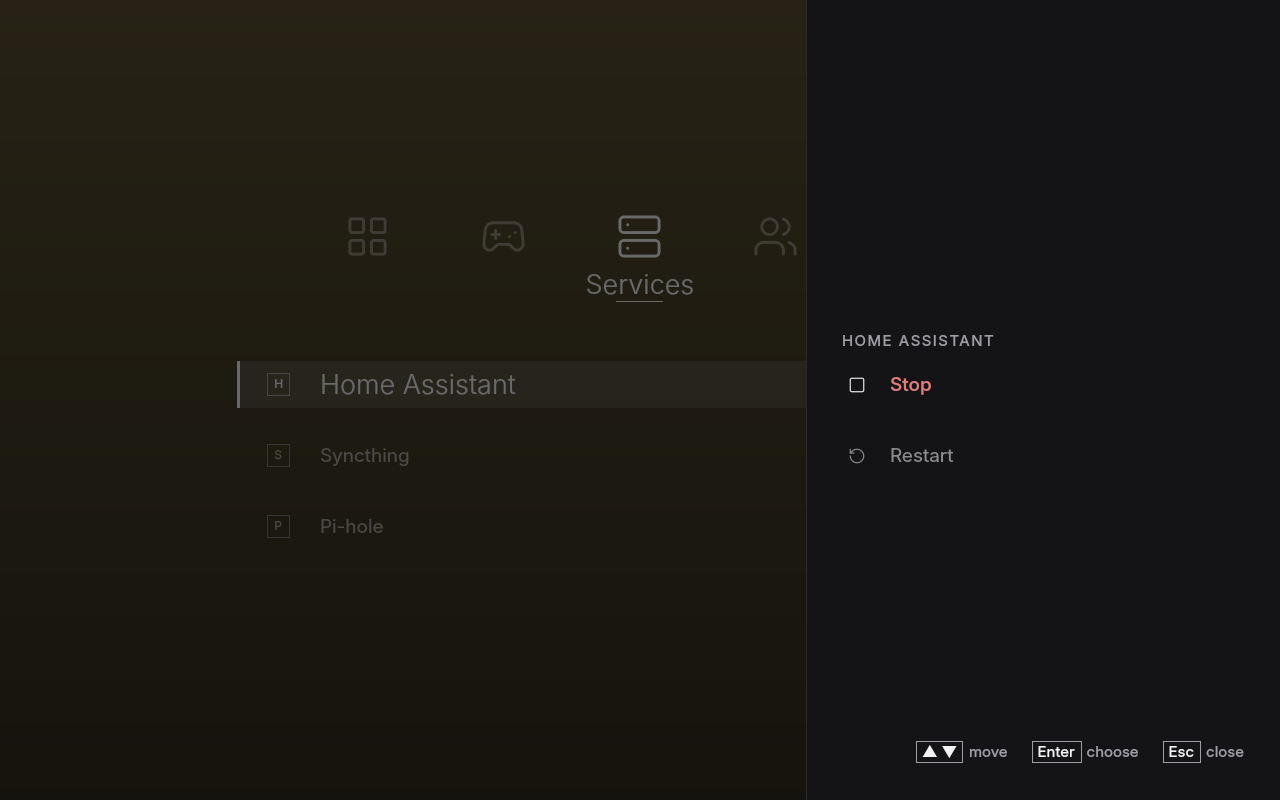 Services
H Home Assistant
S Syncthing
P Pi-hole
HOME ASSISTANT
Stop
Restart
▲▼ move Enter choose Esc close